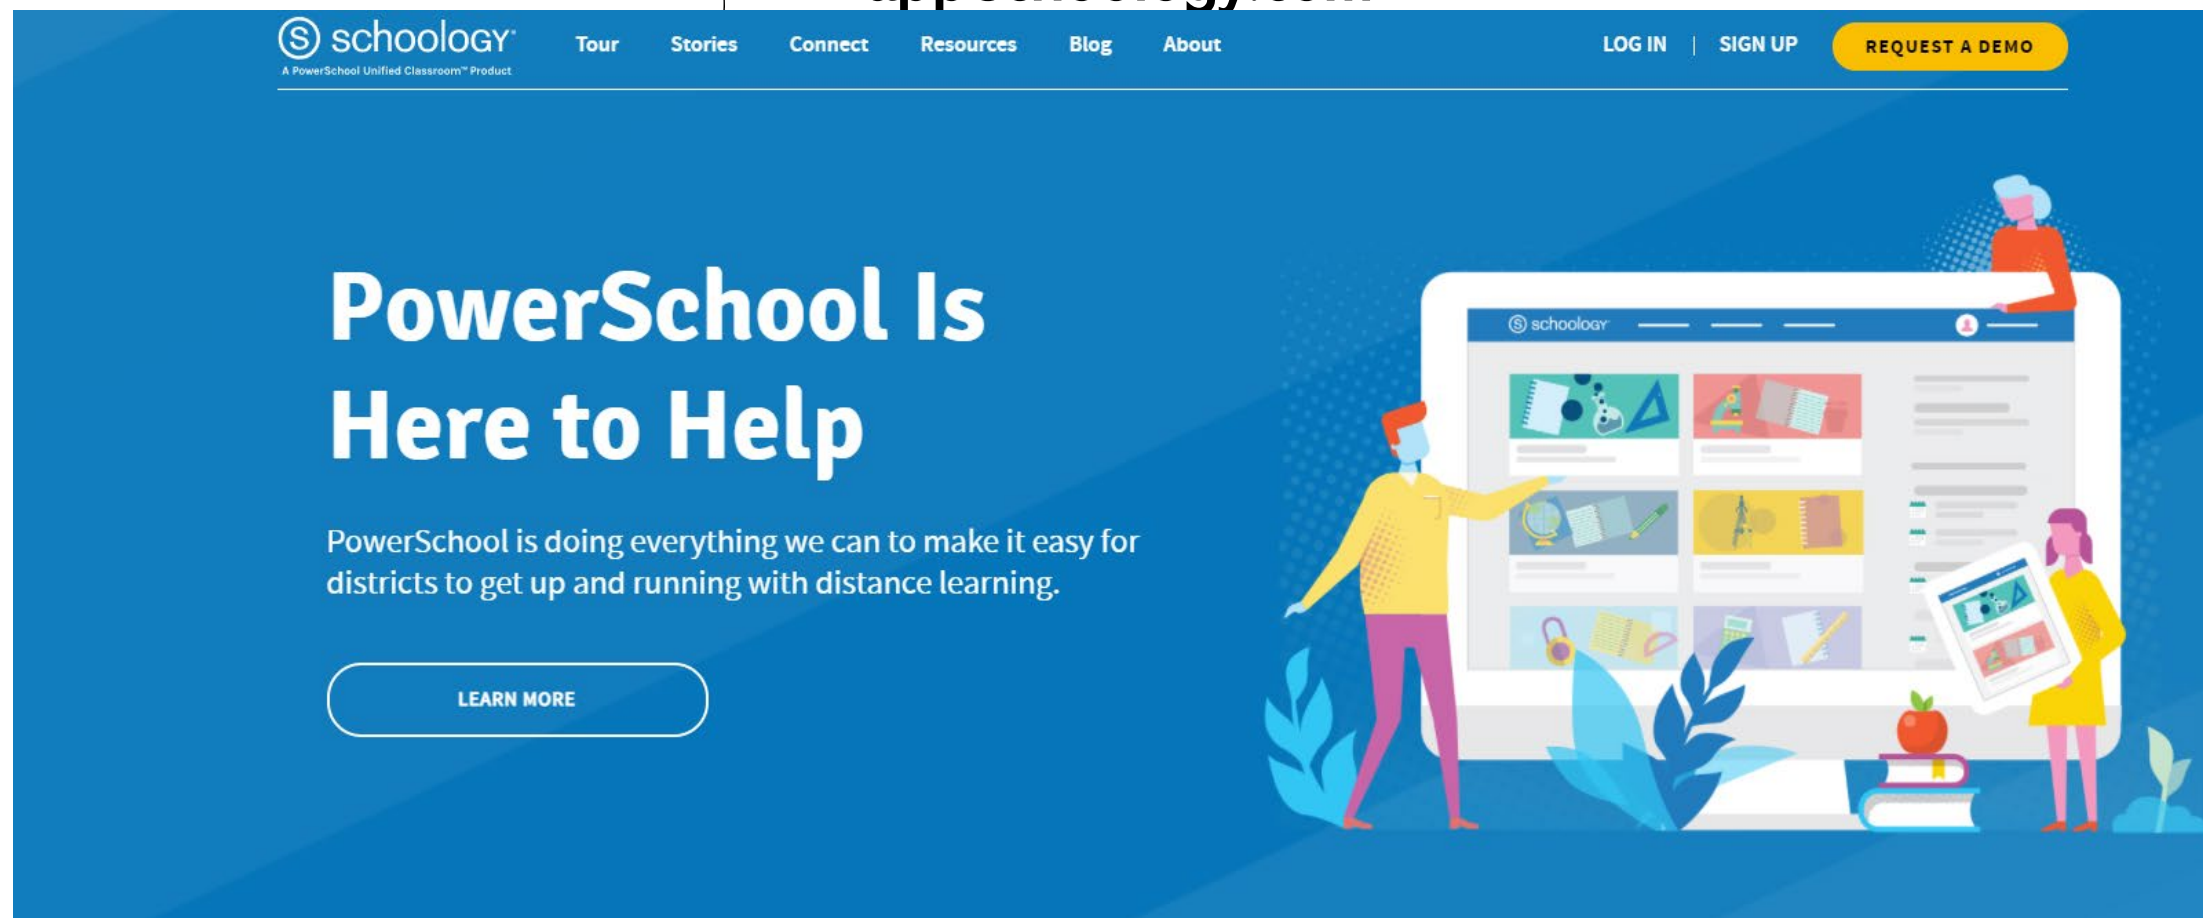 schoology
A PowerSchool Unified Classroom™ Product
Tour Stories Connect Resources Blog About
LOG IN | SIGN UP
REQUEST A DEMO
PowerSchool Is
Here to Help
PowerSchool is doing everything we can to make it easy for
districts to get up and running with distance learning.
LEARN MORE
schoology